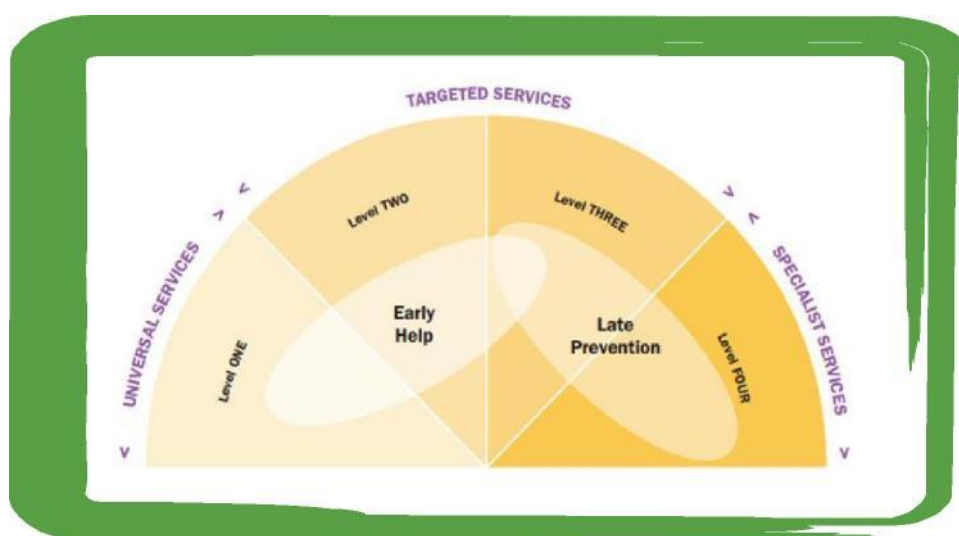 TARGETED SERVICES
UNIVERSAL SERVICES
SPECIALIST SERVICES
Level ONE
Level TWO
Level THREE
Level FOUR
Early
Help
Late
Prevention